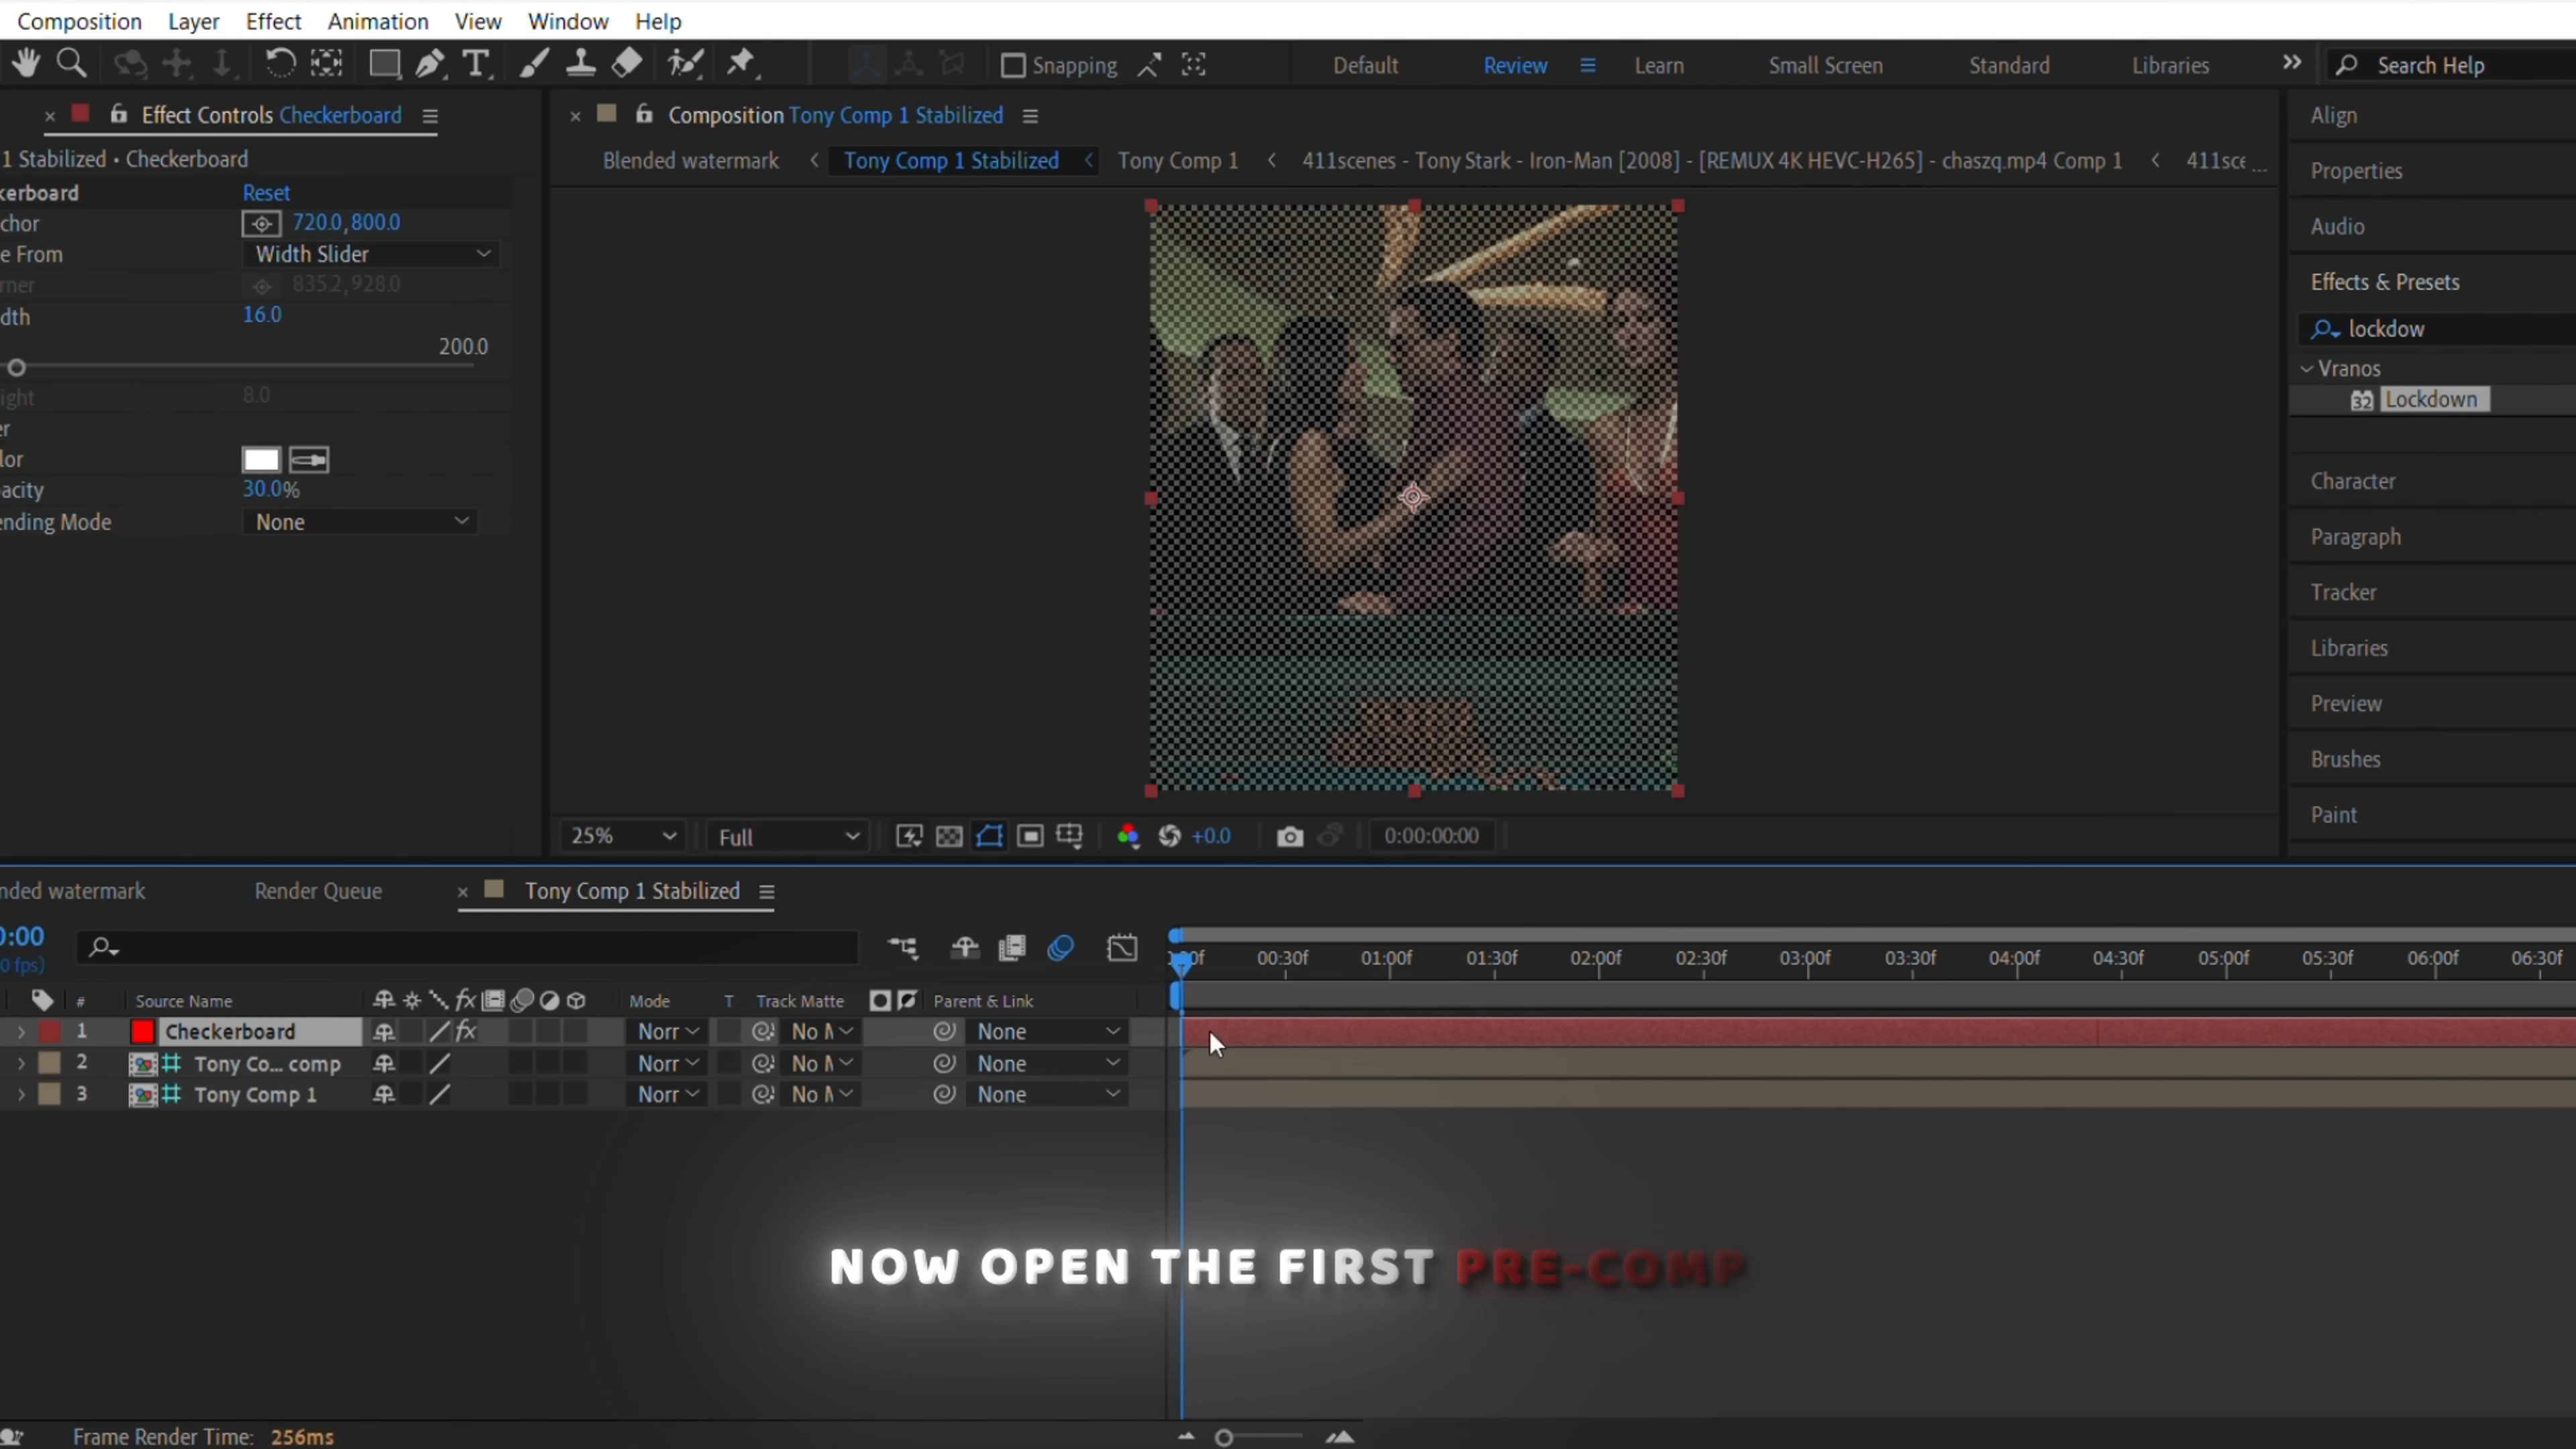 Composition Layer Effect Animation View Window Help
Snapping Default Review Learn Small Screen Standard Libraries Search Help
Effect Controls Checkerboard
1 Stabilized • Checkerboard
kerboard Reset
chor 720.0,800.0
e From Width Slider
rner 835.2,928.0
dth 16.0
200.0
ight 8.0
er
lor
acity 30.0%
ending Mode None
Composition Tony Comp 1 Stabilized
Blended watermark Tony Comp 1 Stabilized Tony Comp 1 411scenes - Tony Stark - Iron-Man [2008] - [REMUX 4K HEVC-H265] - chaszq.mp4 Comp 1 411sce ...
25% Full +0.0 0:00:00:00
Align
Properties
Audio
Effects & Presets
lockdow
Vranos
32 Lockdown
Character
Paragraph
Tracker
Libraries
Preview
Brushes
Paint
nded watermark Render Queue Tony Comp 1 Stabilized
0:00
0 fps)
00f 00:30f 01:00f 01:30f 02:00f 02:30f 03:00f 03:30f 04:00f 04:30f 05:00f 05:30f 06:00f 06:30f
# Source Name fx Mode T Track Matte Parent & Link
1 Checkerboard fx Norr No M None
2 Tony Co... comp Norr No M None
3 Tony Comp 1 Norr No M None
NOW OPEN THE FIRST PRE-COMP
Frame Render Time: 256ms